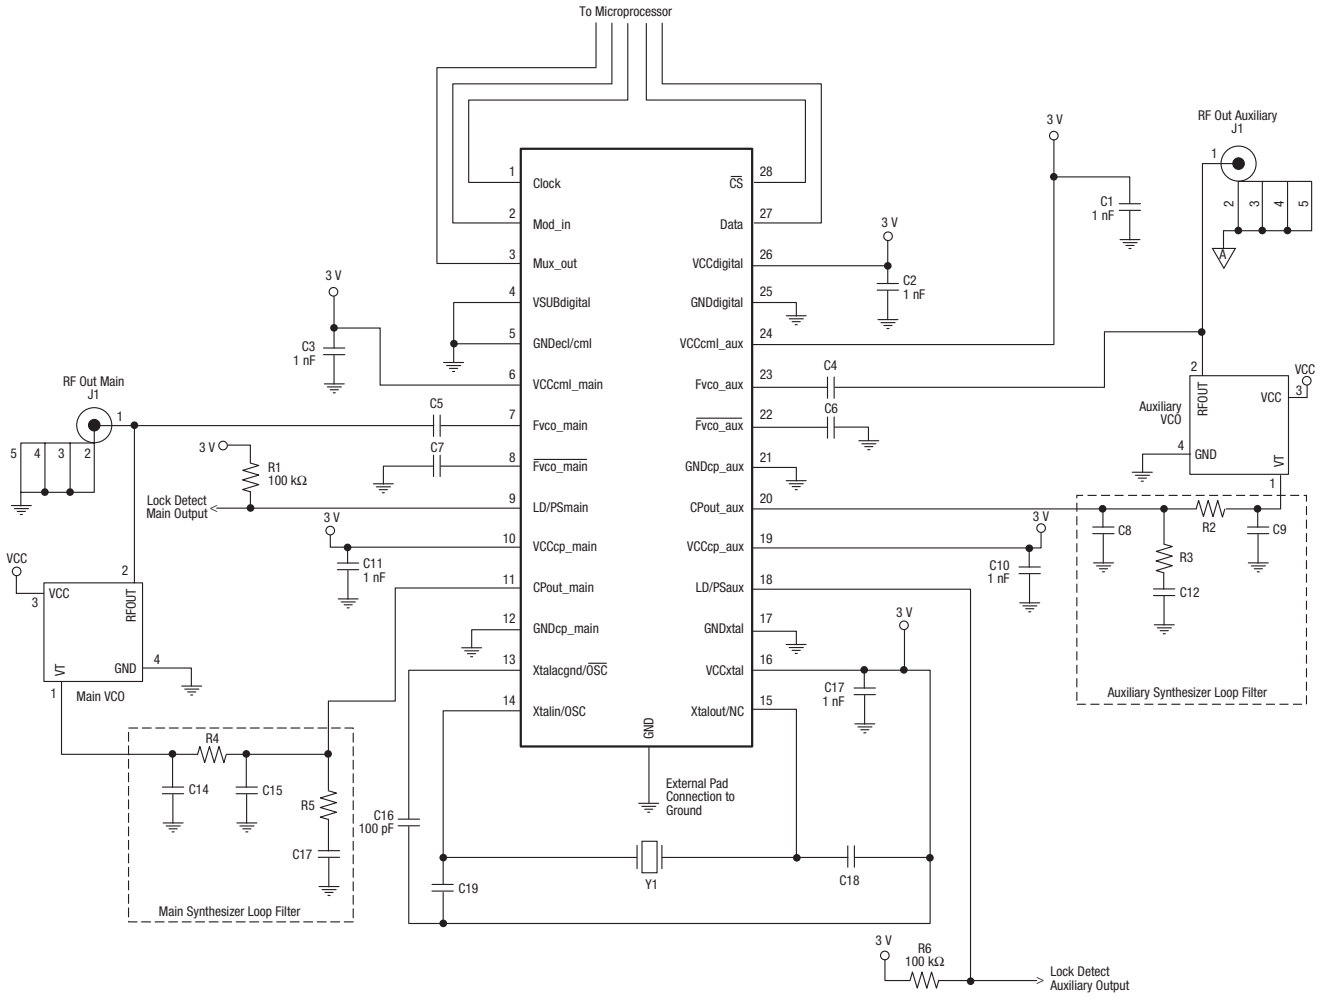 To Microprocessor
3 V
RF Out Auxiliary
J1
1
2
3
4
5
A
C1
1 nF
1
Clock
2
Mod_in
3
Mux_out
4
VSUBdigital
5
GNDecl/cml
6
VCCcml_main
7
Fvco_main
8
Fvco_main
9
LD/PSmain
10
VCCcp_main
11
CPout_main
12
GNDcp_main
13
Xtalacgnd/OSC
14
Xtalin/OSC
28
CS
27
Data
26
VCCdigital
25
GNDdigital
24
VCCcml_aux
23
Fvco_aux
22
Fvco_aux
21
GNDcp_aux
20
CPout_aux
19
VCCcp_aux
18
LD/PSaux
17
GNDxtal
16
VCCxtal
15
Xtalout/NC
GND
External Pad
Connection to
Ground
3 V
C2
1 nF
3 V
C3
1 nF
C4
C6
2
RFOUT
VCC
3
VCC
Auxiliary
VCO
4
GND
VT
1
RF Out Main
J1
1
5
4
3
2
C5
C7
3 V
R1
100 kΩ
Lock Detect
Main Output
3 V
C11
1 nF
VCC
3
VCC
2
RFOUT
VT
1
GND
4
Main VCO
3 V
C10
1 nF
C8
R2
C9
R3
C12
Auxiliary Synthesizer Loop Filter
3 V
C17
1 nF
R4
C14
C15
R5
C17
Main Synthesizer Loop Filter
C16
100 pF
C19
Y1
C18
3 V
R6
100 kΩ
Lock Detect
Auxiliary Output